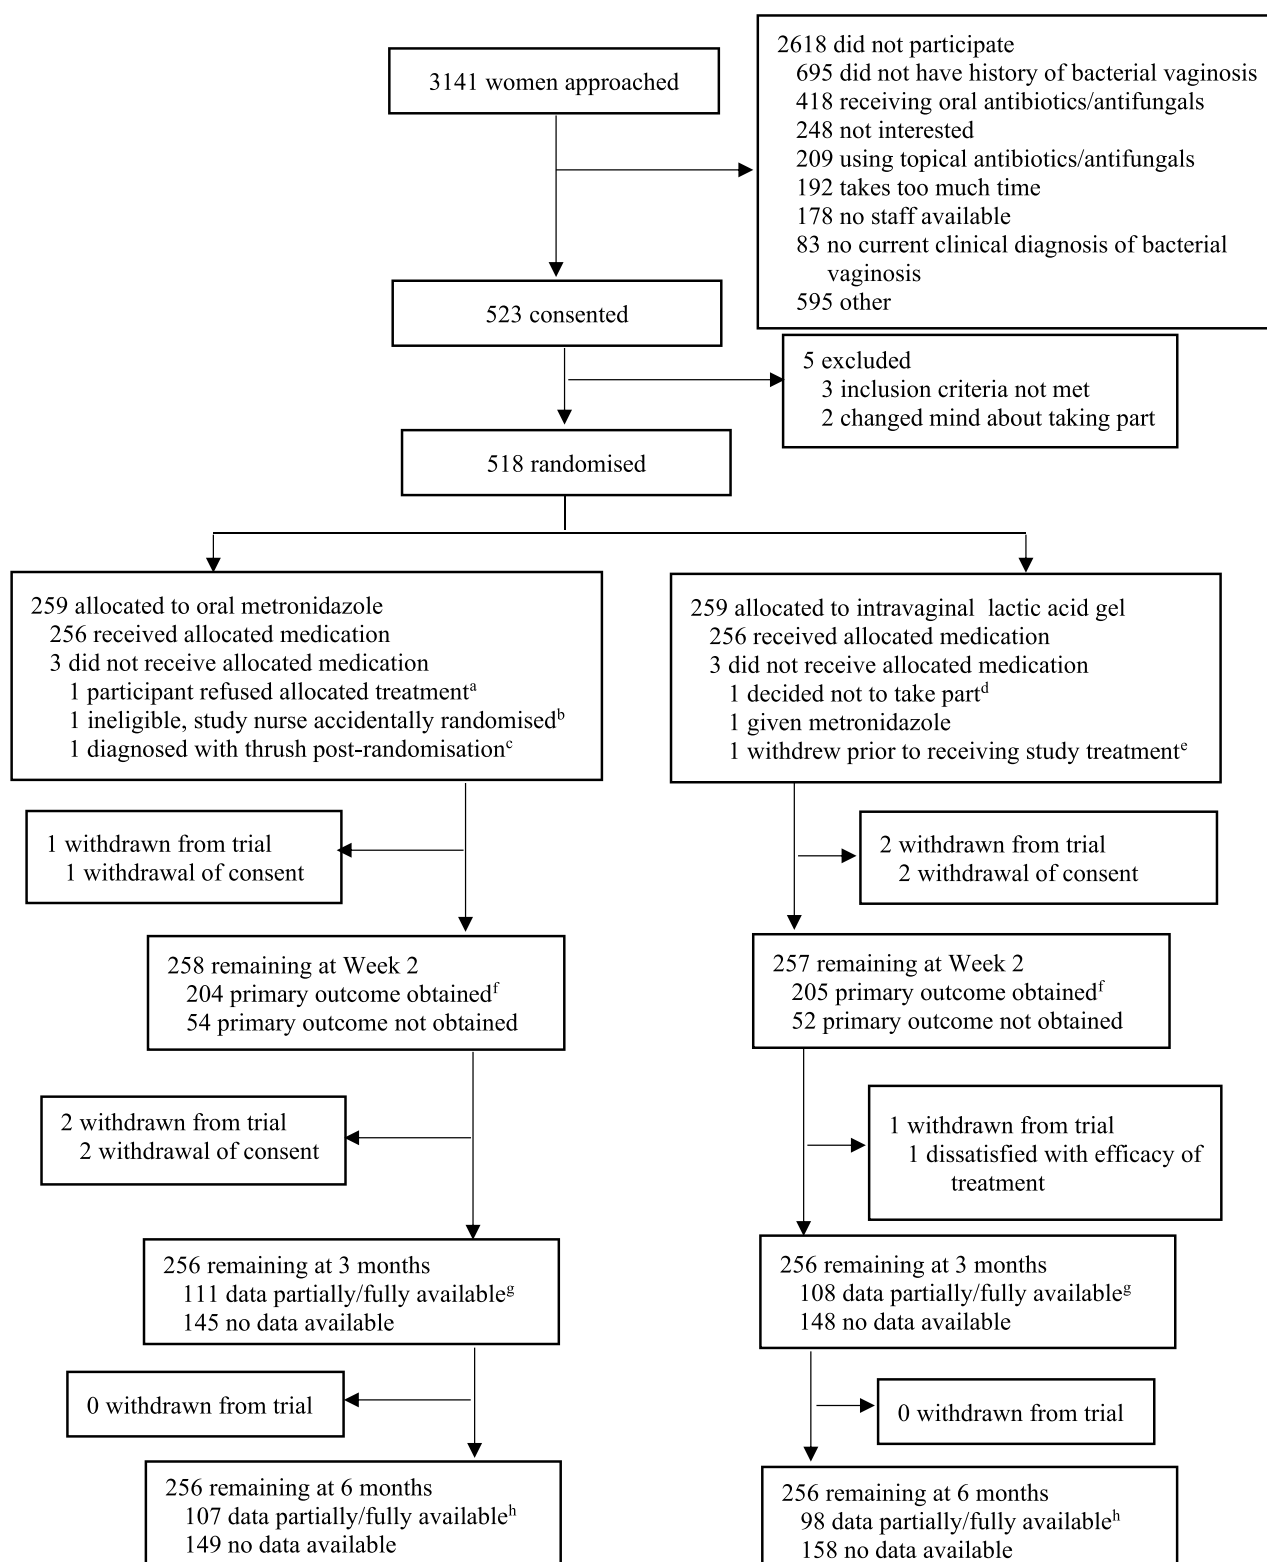 3141 women approached
2618 did not participate
695 did not have history of bacterial vaginosis
418 receiving oral antibiotics/antifungals
248 not interested
209 using topical antibiotics/antifungals
192 takes too much time
178 no staff available
83 no current clinical diagnosis of bacterial
vaginosis
595 other
523 consented
5 excluded
3 inclusion criteria not met
2 changed mind about taking part
518 randomised
259 allocated to oral metronidazole
256 received allocated medication
3 did not receive allocated medication
1 participant refused allocated treatmentᵃ
1 ineligible, study nurse accidentally randomisedᵇ
1 diagnosed with thrush post-randomisationᶜ
259 allocated to intravaginal lactic acid gel
256 received allocated medication
3 did not receive allocated medication
1 decided not to take partᵈ
1 given metronidazole
1 withdrew prior to receiving study treatmentᵉ
1 withdrawn from trial
1 withdrawal of consent
2 withdrawn from trial
2 withdrawal of consent
258 remaining at Week 2
204 primary outcome obtainedᶠ
54 primary outcome not obtained
257 remaining at Week 2
205 primary outcome obtainedᶠ
52 primary outcome not obtained
2 withdrawn from trial
2 withdrawal of consent
1 withdrawn from trial
1 dissatisfied with efficacy of
treatment
256 remaining at 3 months
111 data partially/fully availableᵍ
145 no data available
256 remaining at 3 months
108 data partially/fully availableᵍ
148 no data available
0 withdrawn from trial
0 withdrawn from trial
256 remaining at 6 months
107 data partially/fully availableʰ
149 no data available
256 remaining at 6 months
98 data partially/fully availableʰ
158 no data available